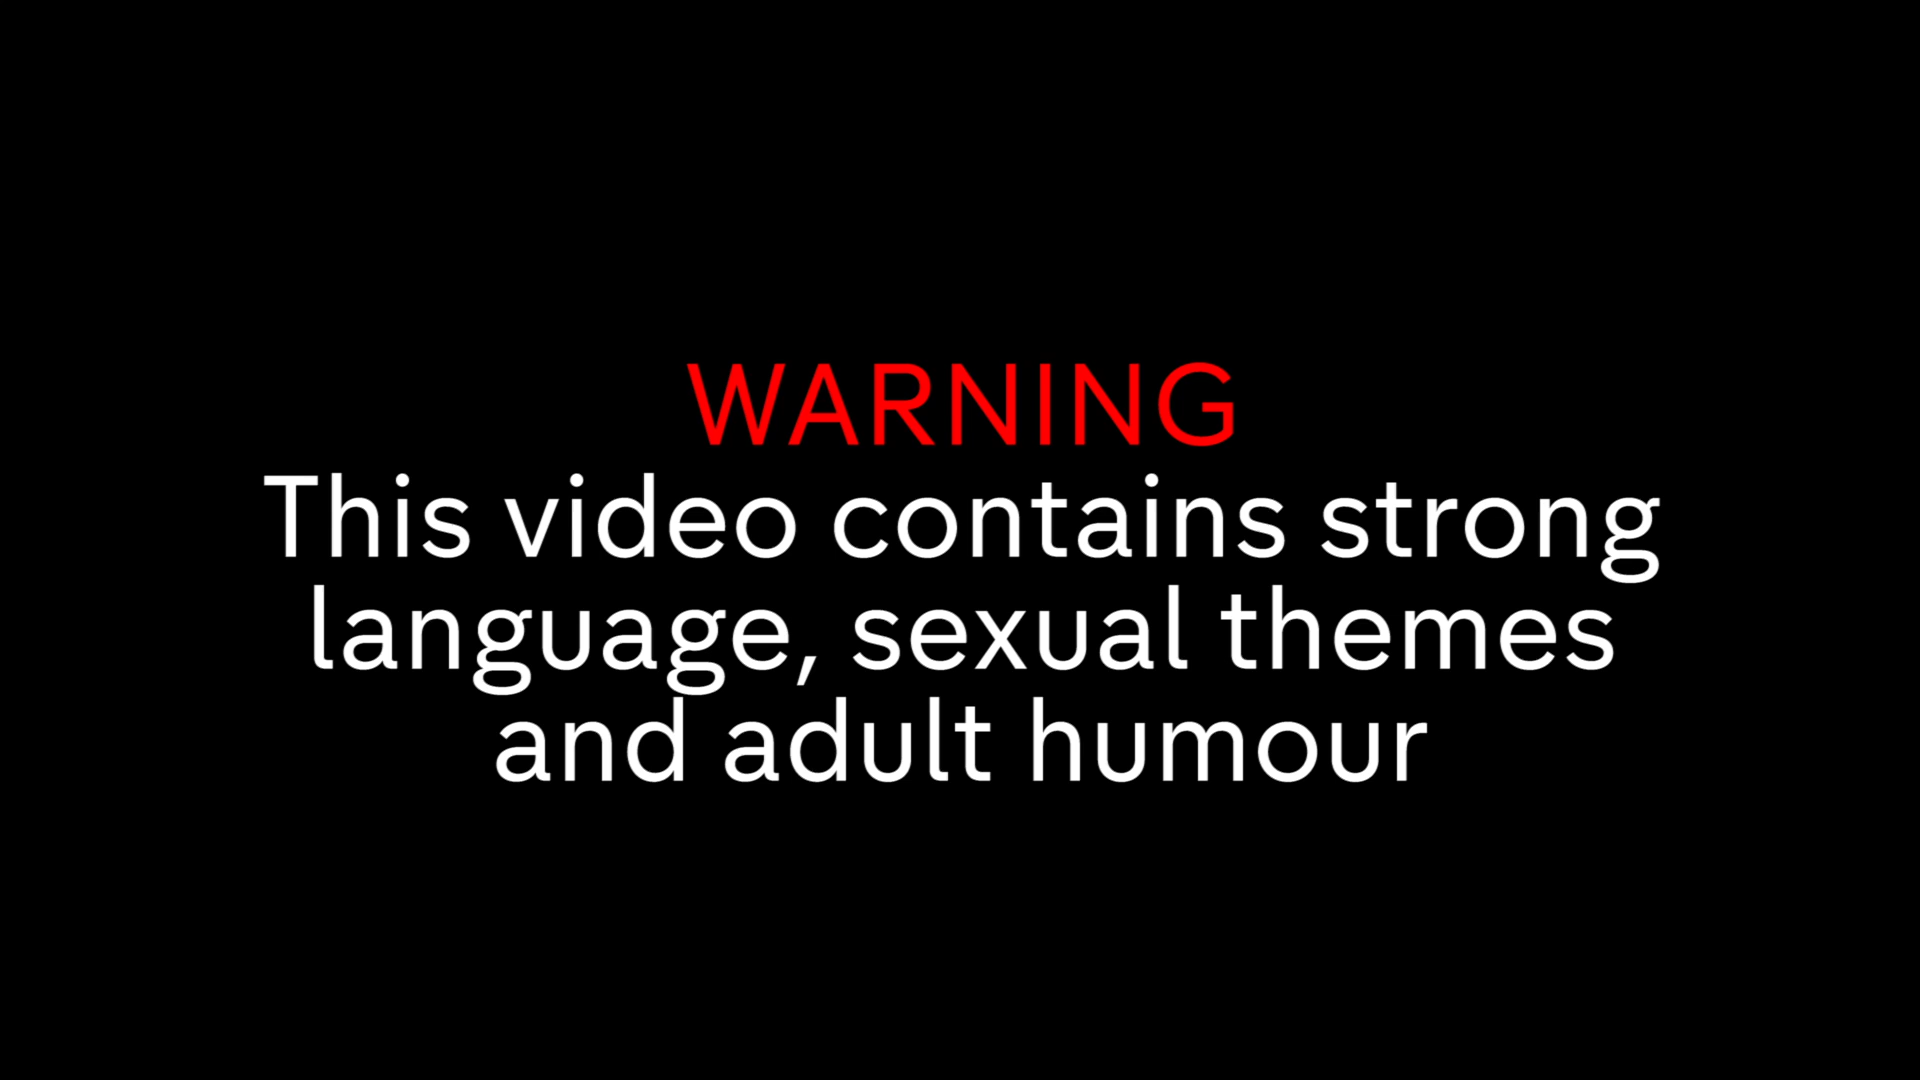 WARNING
This video contains strong
language, sexual themes
and adult humour